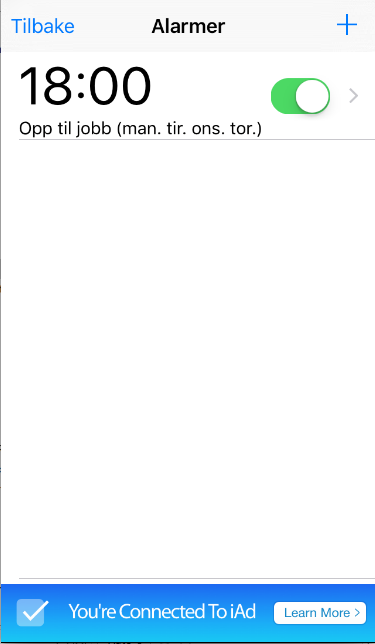 Tilbake
Alarmer
18:00
Opp til jobb (man. tir. ons. tor.)
You're Connected To iAd
Learn More